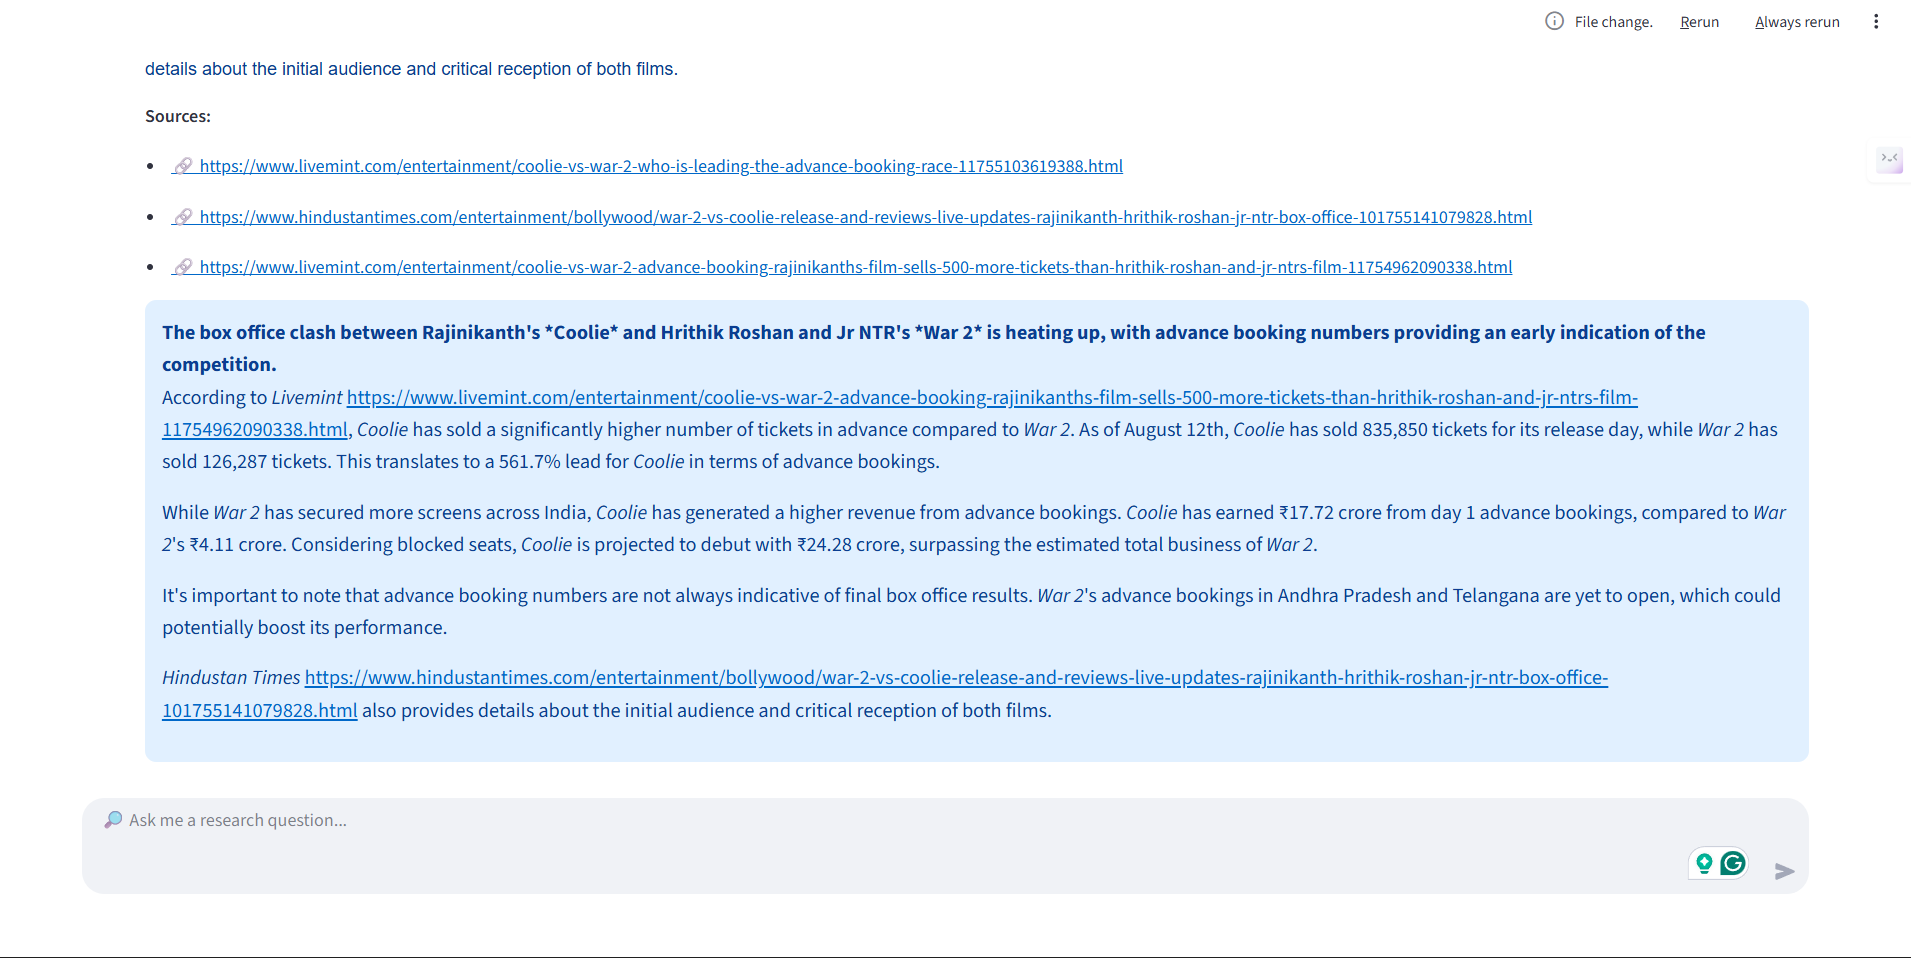 File change. Rerun Always rerun
details about the initial audience and critical reception of both films.
Sources:
https://www.livemint.com/entertainment/coolie-vs-war-2-who-is-leading-the-advance-booking-race-11755103619388.html
https://www.hindustantimes.com/entertainment/bollywood/war-2-vs-coolie-release-and-reviews-live-updates-rajinikanth-hrithik-roshan-jr-ntr-box-office-101755141079828.html
https://www.livemint.com/entertainment/coolie-vs-war-2-advance-booking-rajinikanths-film-sells-500-more-tickets-than-hrithik-roshan-and-jr-ntrs-film-11754962090338.html
The box office clash between Rajinikanth's *Coolie* and Hrithik Roshan and Jr NTR's *War 2* is heating up, with advance booking numbers providing an early indication of the
competition.
According to Livemint https://www.livemint.com/entertainment/coolie-vs-war-2-advance-booking-rajinikanths-film-sells-500-more-tickets-than-hrithik-roshan-and-jr-ntrs-film-
11754962090338.html, Coolie has sold a significantly higher number of tickets in advance compared to War 2. As of August 12th, Coolie has sold 835,850 tickets for its release day, while War 2 has
sold 126,287 tickets. This translates to a 561.7% lead for Coolie in terms of advance bookings.
While War 2 has secured more screens across India, Coolie has generated a higher revenue from advance bookings. Coolie has earned ₹17.72 crore from day 1 advance bookings, compared to War
2's ₹4.11 crore. Considering blocked seats, Coolie is projected to debut with ₹24.28 crore, surpassing the estimated total business of War 2.
It's important to note that advance booking numbers are not always indicative of final box office results. War 2's advance bookings in Andhra Pradesh and Telangana are yet to open, which could
potentially boost its performance.
Hindustan Times https://www.hindustantimes.com/entertainment/bollywood/war-2-vs-coolie-release-and-reviews-live-updates-rajinikanth-hrithik-roshan-jr-ntr-box-office-
101755141079828.html also provides details about the initial audience and critical reception of both films.
Ask me a research question...